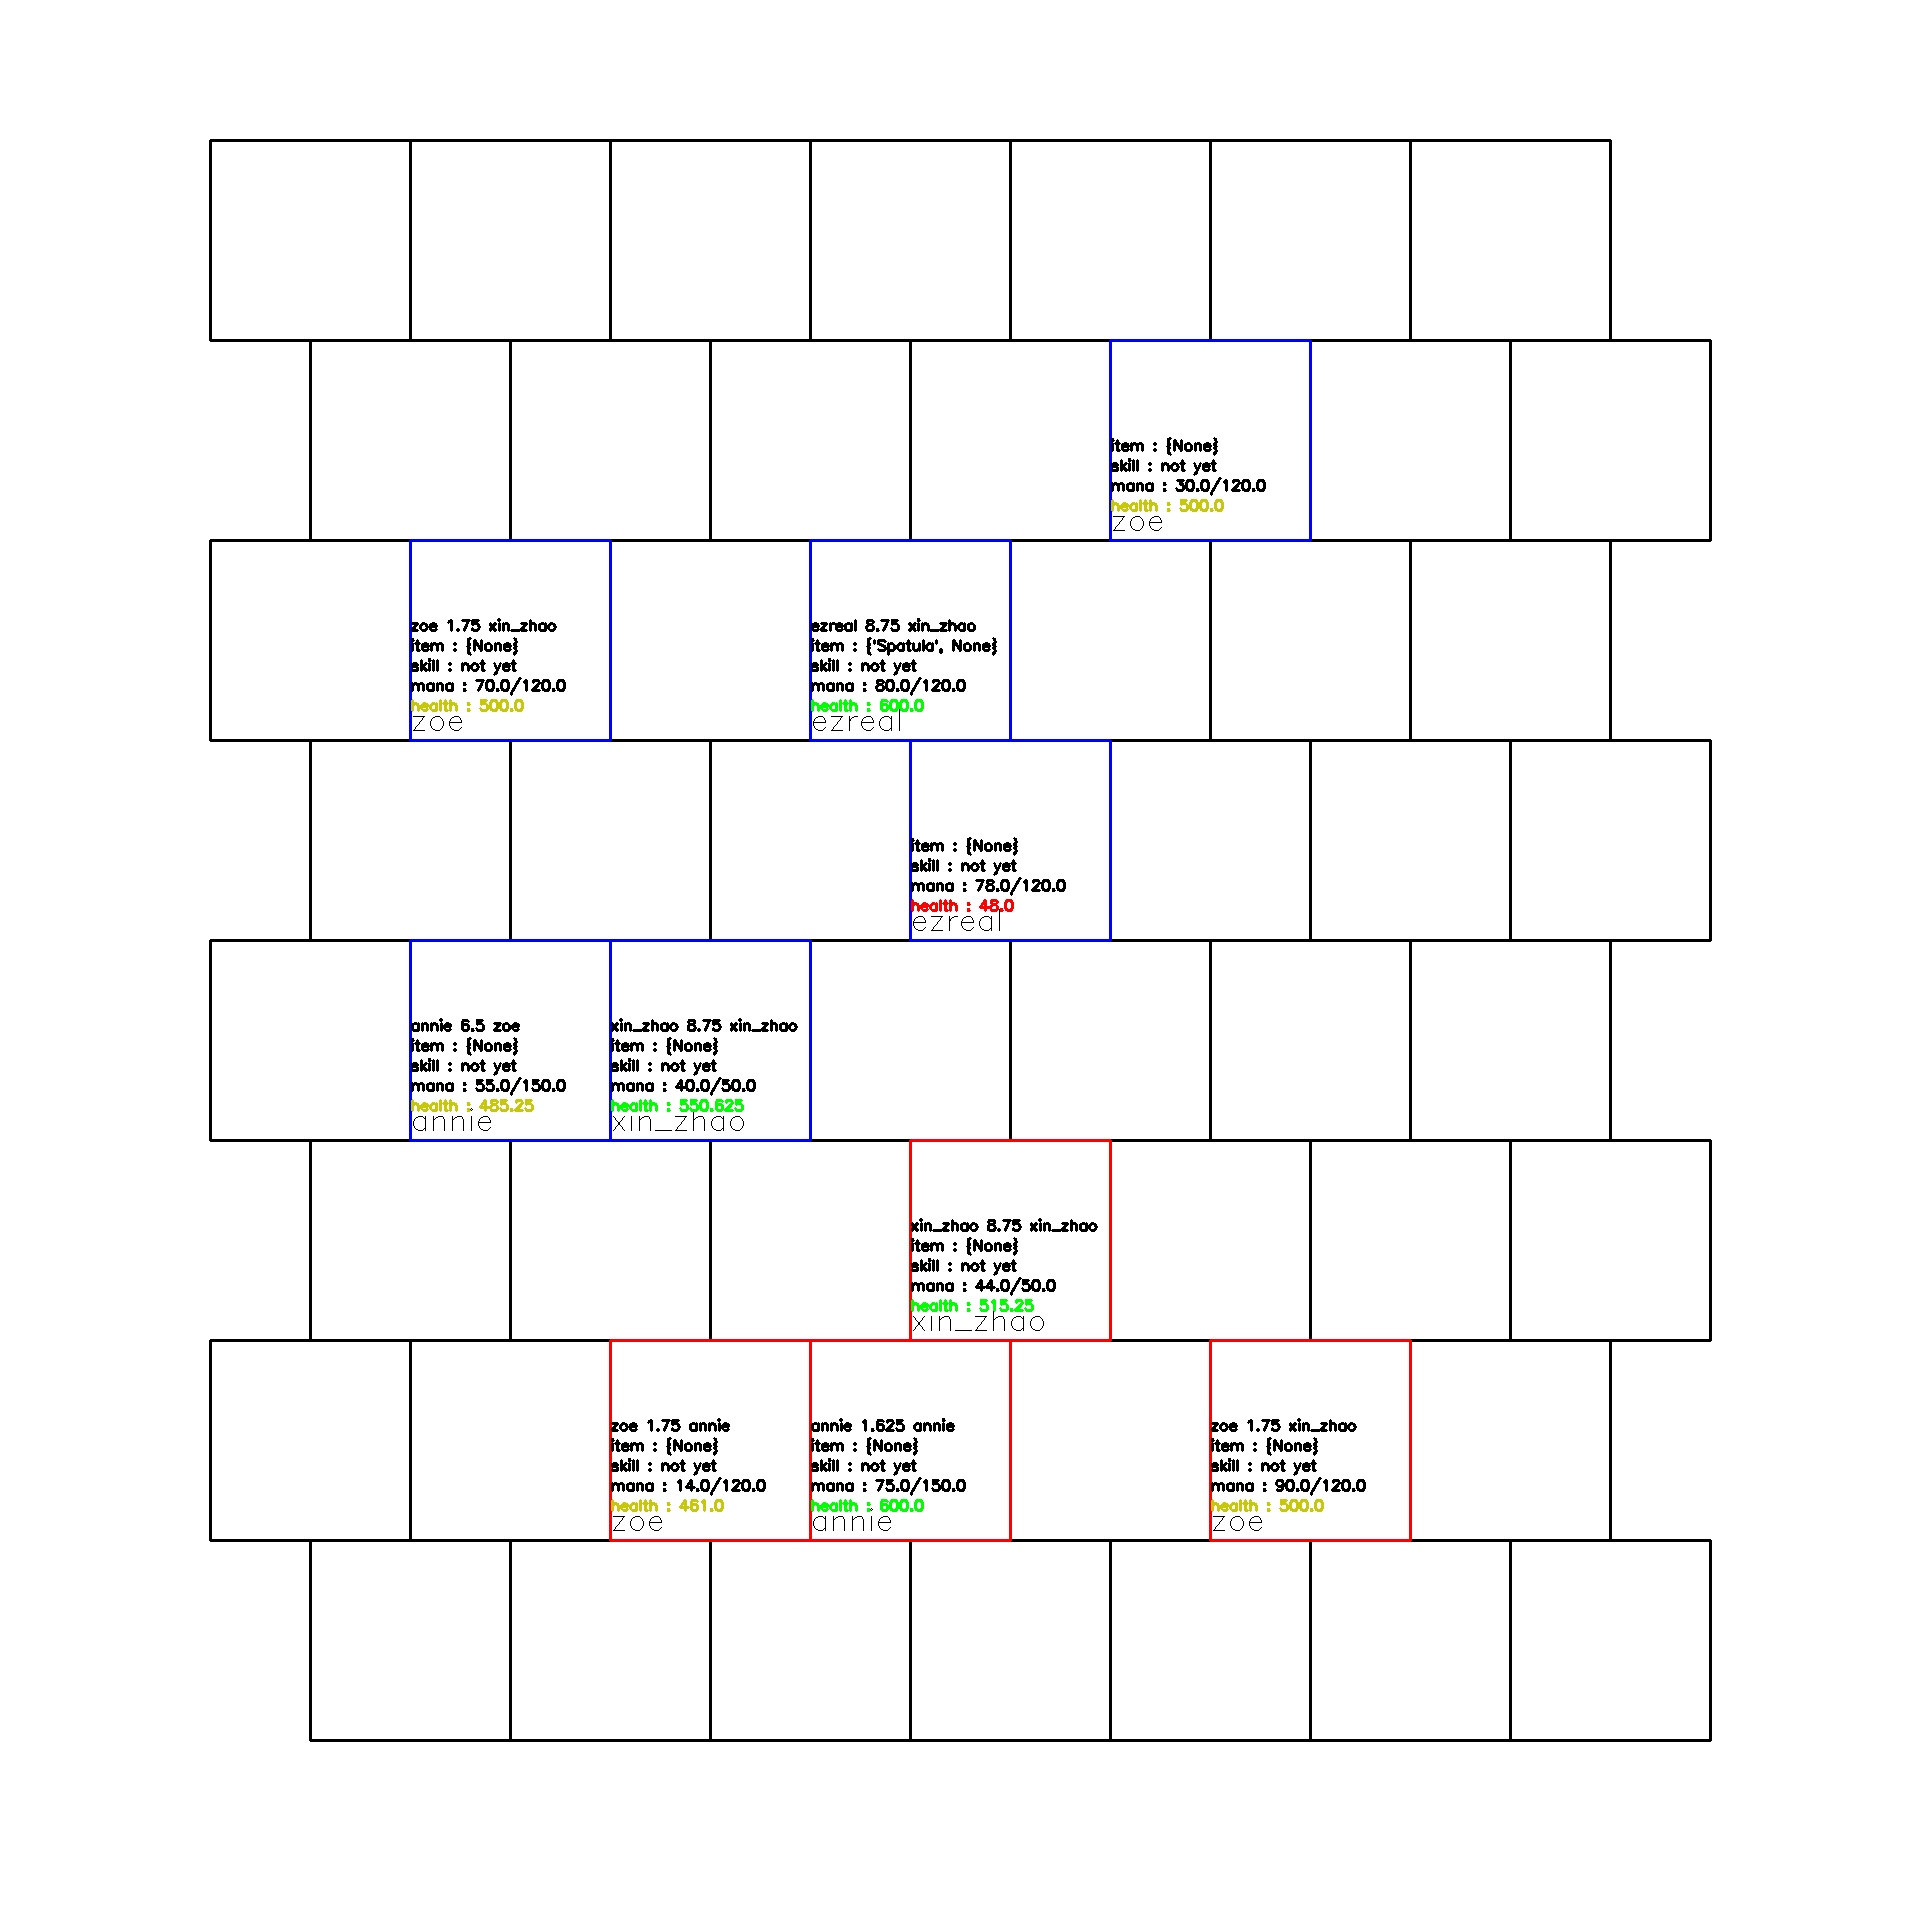 item : {None}
skill : not yet
mana : 30.0/120.0
health : 500.0
zoe
zoe 1.75 xin_zhao
item : {None}
skill : not yet
mana : 70.0/120.0
health : 500.0
zoe
ezreal 8.75 xin_zhao
item : {'Spatula', None}
skill : not yet
mana : 80.0/120.0
health : 600.0
ezreal
item : {None}
skill : not yet
mana : 78.0/120.0
health : 48.0
ezreal
annie 6.5 zoe
item : {None}
skill : not yet
mana : 55.0/150.0
health : 485.25
annie
xin_zhao 8.75 xin_zhao
item : {None}
skill : not yet
mana : 40.0/50.0
health : 550.625
xin_zhao
xin_zhao 8.75 xin_zhao
item : {None}
skill : not yet
mana : 44.0/50.0
health : 515.25
xin_zhao
zoe 1.75 annie
item : {None}
skill : not yet
mana : 14.0/120.0
health : 461.0
zoe
annie 1.625 annie
item : {None}
skill : not yet
mana : 75.0/150.0
health : 600.0
annie
zoe 1.75 xin_zhao
item : {None}
skill : not yet
mana : 90.0/120.0
health : 500.0
zoe